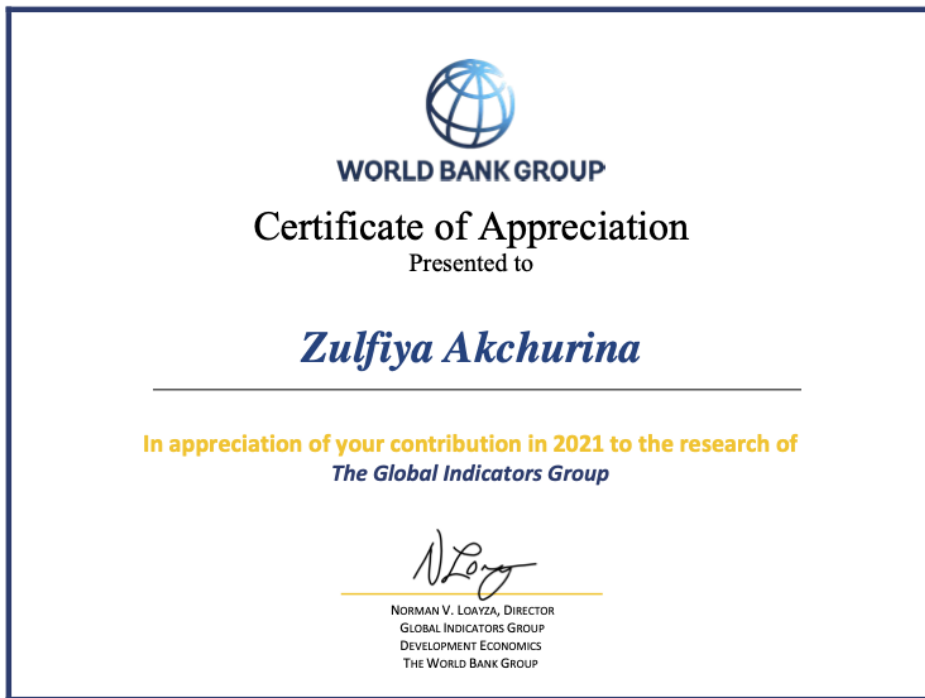 WORLD BANK GROUP
Certificate of Appreciation
Presented to
Zulfiya Akchurina
In appreciation of your contribution in 2021 to the research of
The Global Indicators Group
N Loay
NORMAN V. LOAYZA, DIRECTOR
GLOBAL INDICATORS GROUP
DEVELOPMENT ECONOMICS
THE WORLD BANK GROUP